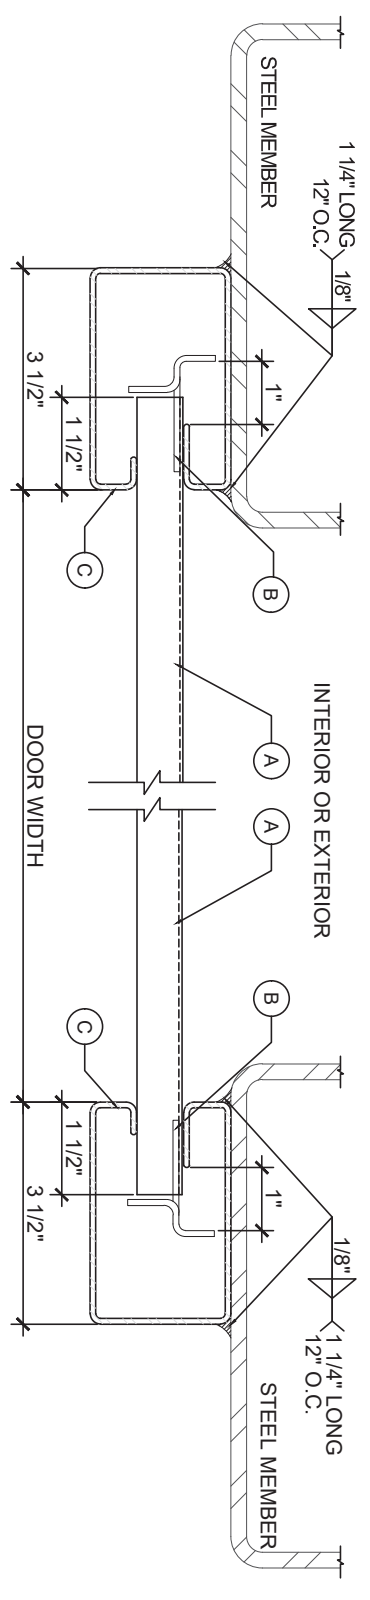 1 1/4" LONG
12" O.C.
1/8"
1/8"
1 1/4" LONG
12" O.C.
INTERIOR OR EXTERIOR
STEEL MEMBER
1"
B
A
A
B
1"
STEEL MEMBER
C
C
1 1/2"
1 1/2"
3 1/2"
DOOR WIDTH
3 1/2"